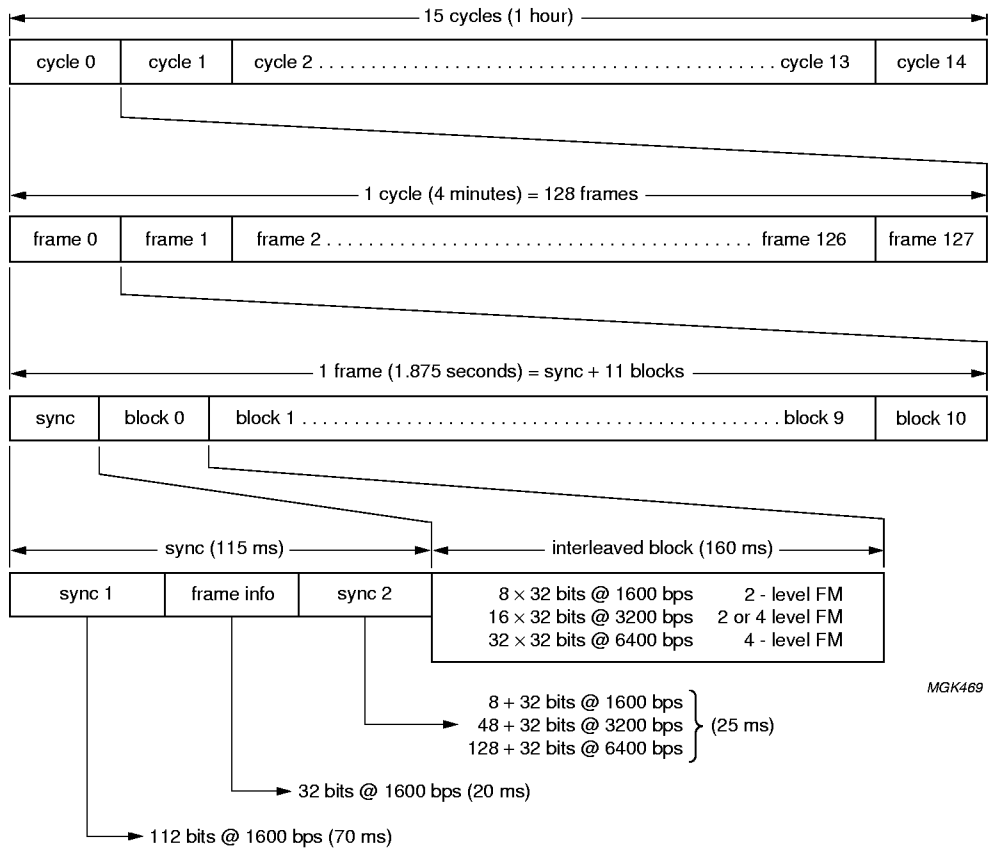 15 cycles (1 hour)
cycle 0 cycle 1 cycle 2 . . . . . . . . . . . . . . . . . . . . . . . . . . . . . . . . . . . . . . . . . . . . cycle 13 cycle 14
1 cycle (4 minutes) = 128 frames
frame 0 frame 1 frame 2 . . . . . . . . . . . . . . . . . . . . . . . . . . . . . . . . . . . . . . . . . frame 126 frame 127
1 frame (1.875 seconds) = sync + 11 blocks
sync block 0 block 1 . . . . . . . . . . . . . . . . . . . . . . . . . . . . . . . . . . . . . . . . . . . . . . block 9 block 10
sync (115 ms) interleaved block (160 ms)
sync 1 frame info sync 2
8 × 32 bits @ 1600 bps 2 - level FM
16 × 32 bits @ 3200 bps 2 or 4 level FM
32 × 32 bits @ 6400 bps 4 - level FM
MGK469
8 + 32 bits @ 1600 bps
48 + 32 bits @ 3200 bps (25 ms)
128 + 32 bits @ 6400 bps
32 bits @ 1600 bps (20 ms)
112 bits @ 1600 bps (70 ms)